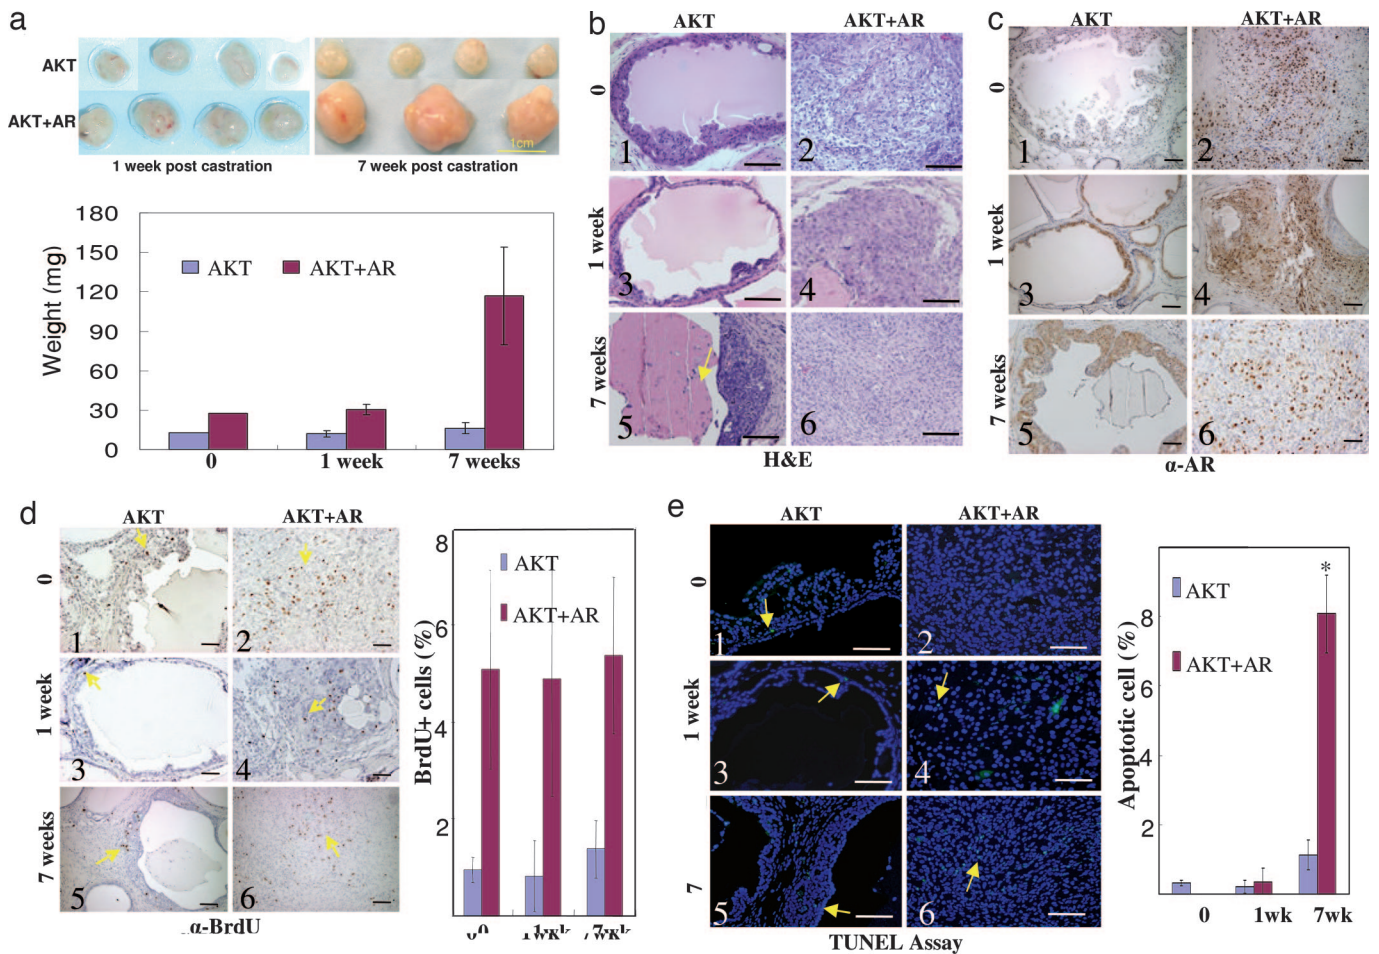 a
AKT
AKT+AR
1cm
1 week post castration
7 week post castration
180
150
120
90
60
30
0
Weight (mg)
AKT
AKT+AR
0
1 week
7 weeks
b
AKT
AKT+AR
0
1
2
1 week
3
4
7 weeks
5
6
H&E
c
AKT
AKT+AR
0
1
2
1 week
3
4
7 weeks
5
6
α-AR
d
AKT
AKT+AR
0
1
2
1 week
3
4
7 weeks
5
6
α-BrdU
8
6
4
2
BrdU+ cells (%)
AKT
AKT+AR
1wk
7wk
e
AKT
AKT+AR
0
1
2
1 week
3
4
7
5
6
TUNEL Assay
8
6
4
2
Apoptotic cell (%)
AKT
AKT+AR
*
0
1wk
7wk